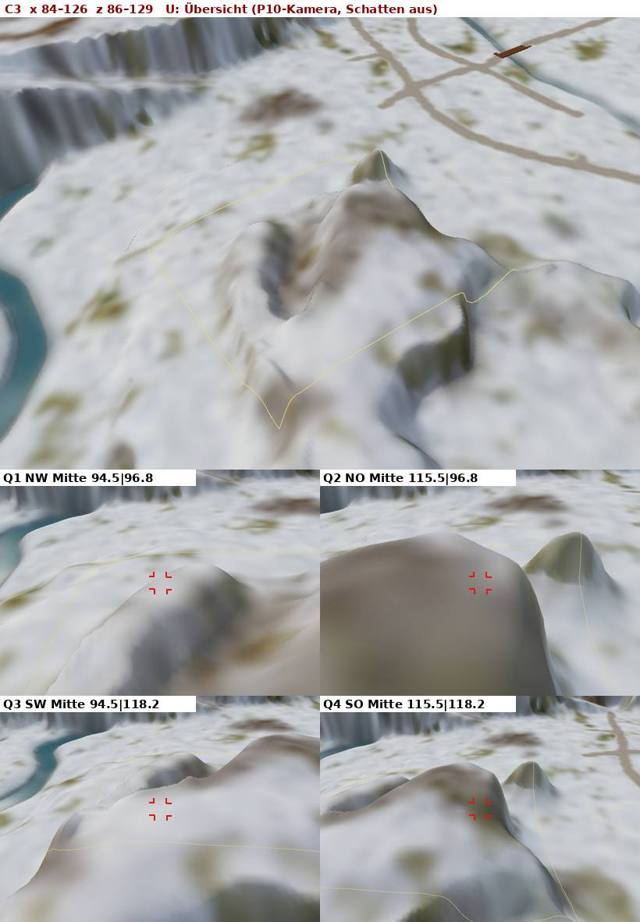 C3 x 84–126 z 86–129 U: Übersicht (P10-Kamera, Schatten aus)
Q1 NW Mitte 94.5|96.8
Q2 NO Mitte 115.5|96.8
Q3 SW Mitte 94.5|118.2
Q4 SO Mitte 115.5|118.2